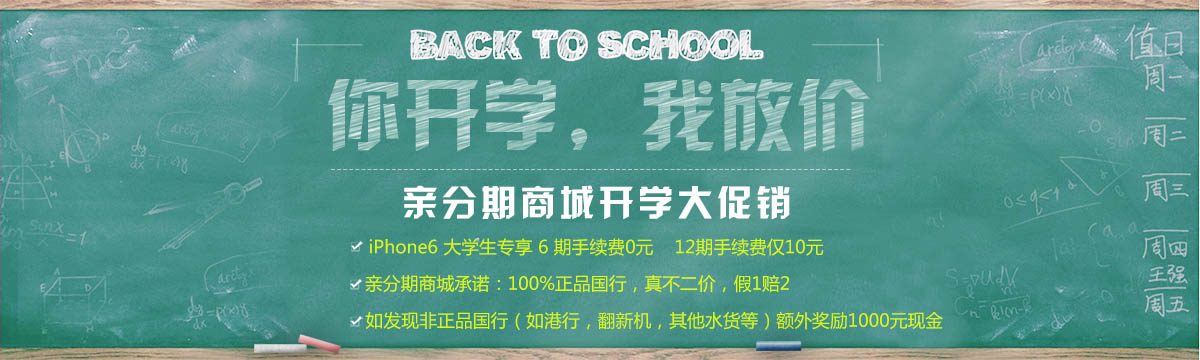 BACK TO SCHOOL
你开学，我放价
亲分期商城开学大促销
iPhone6 大学生专享 6 期手续费0元 12期手续费仅10元
亲分期商城承诺：100%正品国行，真不二价，假1赔2
如发现非正品国行（如港行，翻新机，其他水货等）额外奖励1000元现金
值日
周一
周二
周三
周四
王强
周五